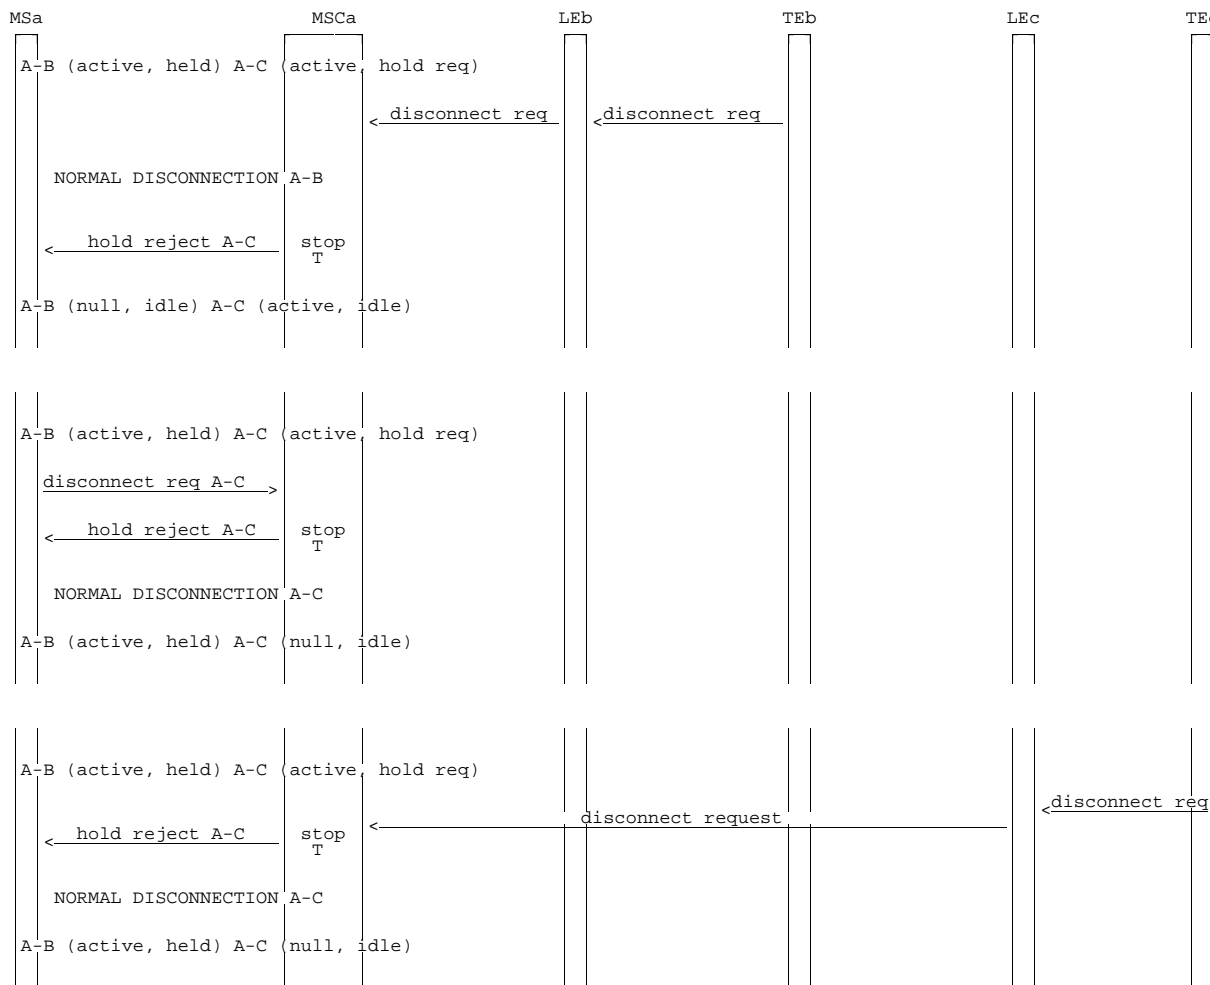 MSa MSCa LEb TEb LEc TEc
A-B (active, held) A-C (active, hold req)
disconnect req disconnect req
NORMAL DISCONNECTION A-B
hold reject A-C stop
T
A-B (null, idle) A-C (active, idle)
A-B (active, held) A-C (active, hold req)
disconnect req A-C
hold reject A-C stop
T
NORMAL DISCONNECTION A-C
A-B (active, held) A-C (null, idle)
A-B (active, held) A-C (active, hold req)
disconnect req
disconnect request
hold reject A-C stop
T
NORMAL DISCONNECTION A-C
A-B (active, held) A-C (null, idle)